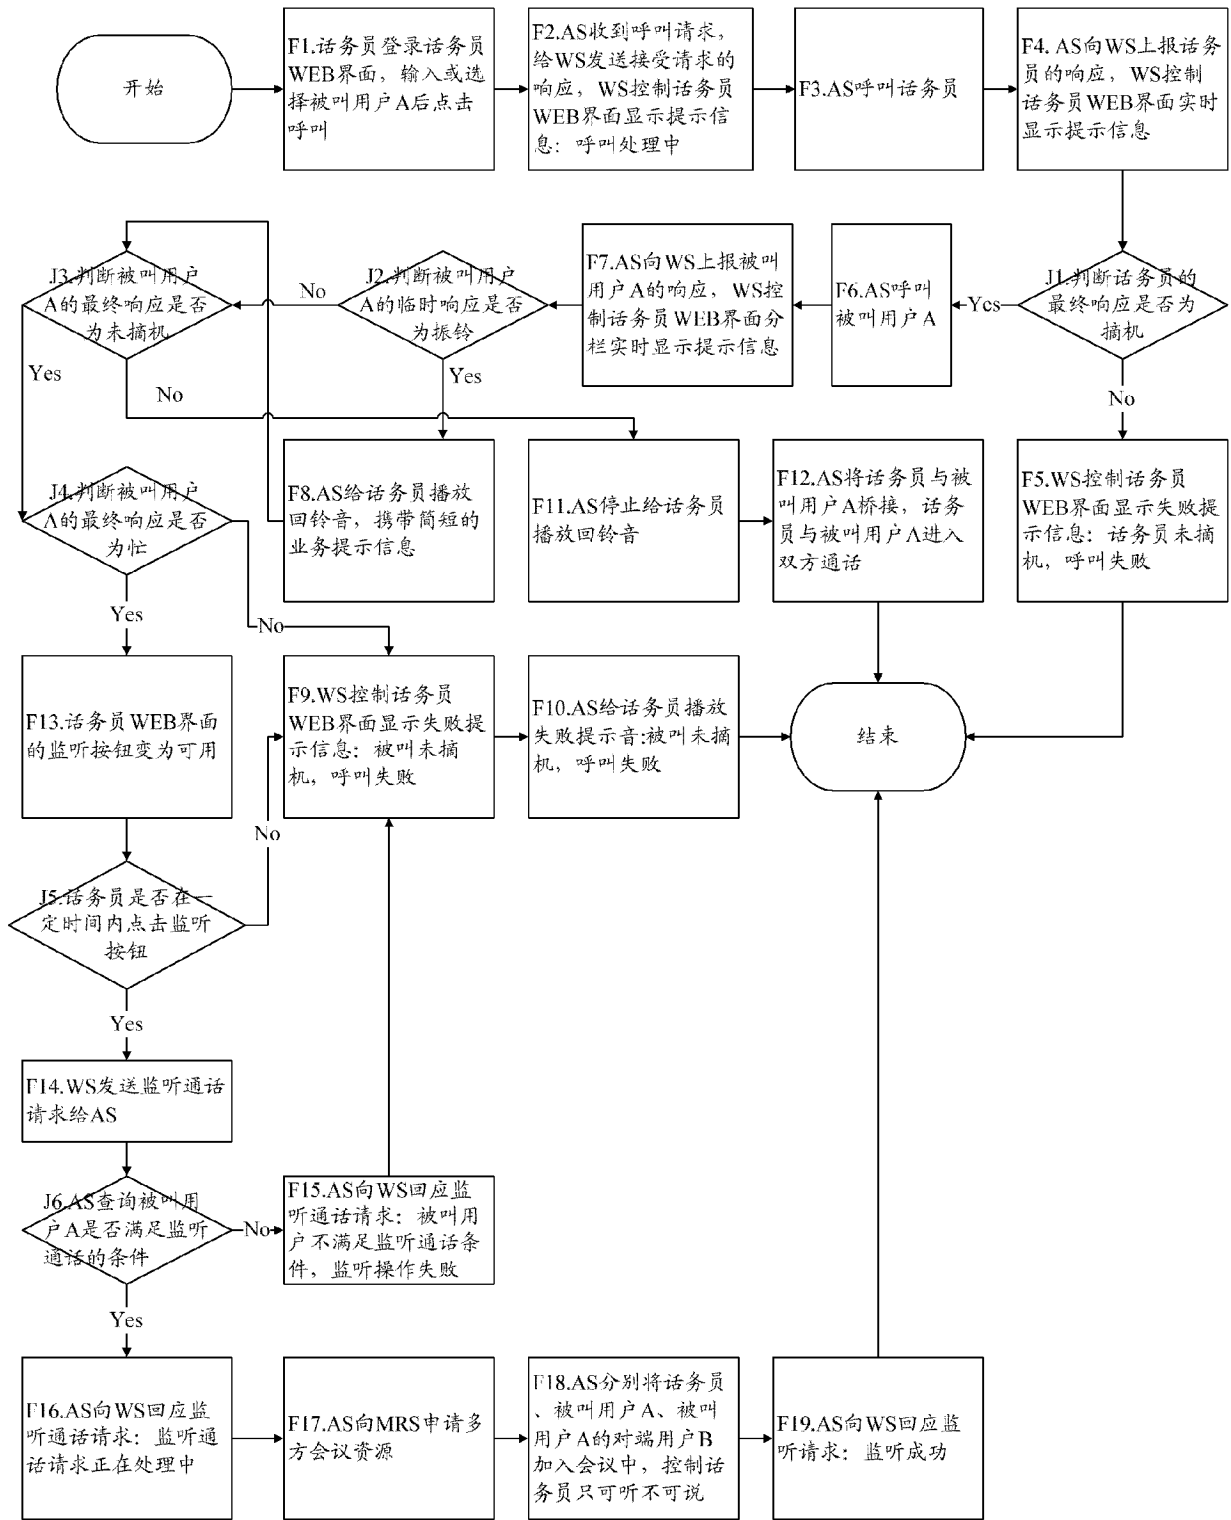 开始
F1.话务员登录话务员
WEB界面，输入或选
择被叫用户A后点击
呼叫
F2.AS收到呼叫请求，
给WS发送接受请求的
响应，WS控制话务员
WEB界面显示提示信
息：呼叫处理中
F3.AS呼叫话务员
F4. AS向WS上报话务
员的响应，WS控制
话务员WEB界面实时
显示提示信息
J3.判断被叫用户
A的最终响应是否
为未摘机
No
J2.判断被叫用户
A的临时响应是否
为振铃
F7.AS向WS上报被叫
用户A的响应，WS控
制话务员WEB界面分
栏实时显示提示信息
F6.AS呼叫
被叫用户A
Yes
J1.判断话务员的
最终响应是否为
摘机
Yes
No
Yes
No
J4.判断被叫用户
A的最终响应是否
为忙
F8.AS给话务员播放
回铃音，携带简短的
业务提示信息
F11.AS停止给话务员
播放回铃音
F12.AS将话务员与被
叫用户A桥接，话务
员与被叫用户A进入
双方通话
F5.WS控制话务员
WEB界面显示失败提
示信息：话务员未摘
机，呼叫失败
Yes
No
F13.话务员WEB界面
的监听按钮变为可用
F9.WS控制话务员
WEB界面显示失败提
示信息：被叫未摘
机，呼叫失败
F10.AS给话务员播放
失败提示音:被叫未摘
机，呼叫失败
结束
No
J5.话务员是否在一
定时间内点击监听
按钮
Yes
F14.WS发送监听通话
请求给AS
J6.AS查询被叫用
户A是否满足监听
通话的条件
No
F15.AS向WS回应监
听通话请求：被叫用
户不满足监听通话条
件，监听操作失败
Yes
F16.AS向WS回应监
听通话请求：监听通
话请求正在处理中
F17.AS向MRS申请多
方会议资源
F18.AS分别将话务员
、被叫用户A、被叫
用户A的对端用户B
加入会议中，控制话
务员只可听不可说
F19.AS向WS回应监
听请求：监听成功